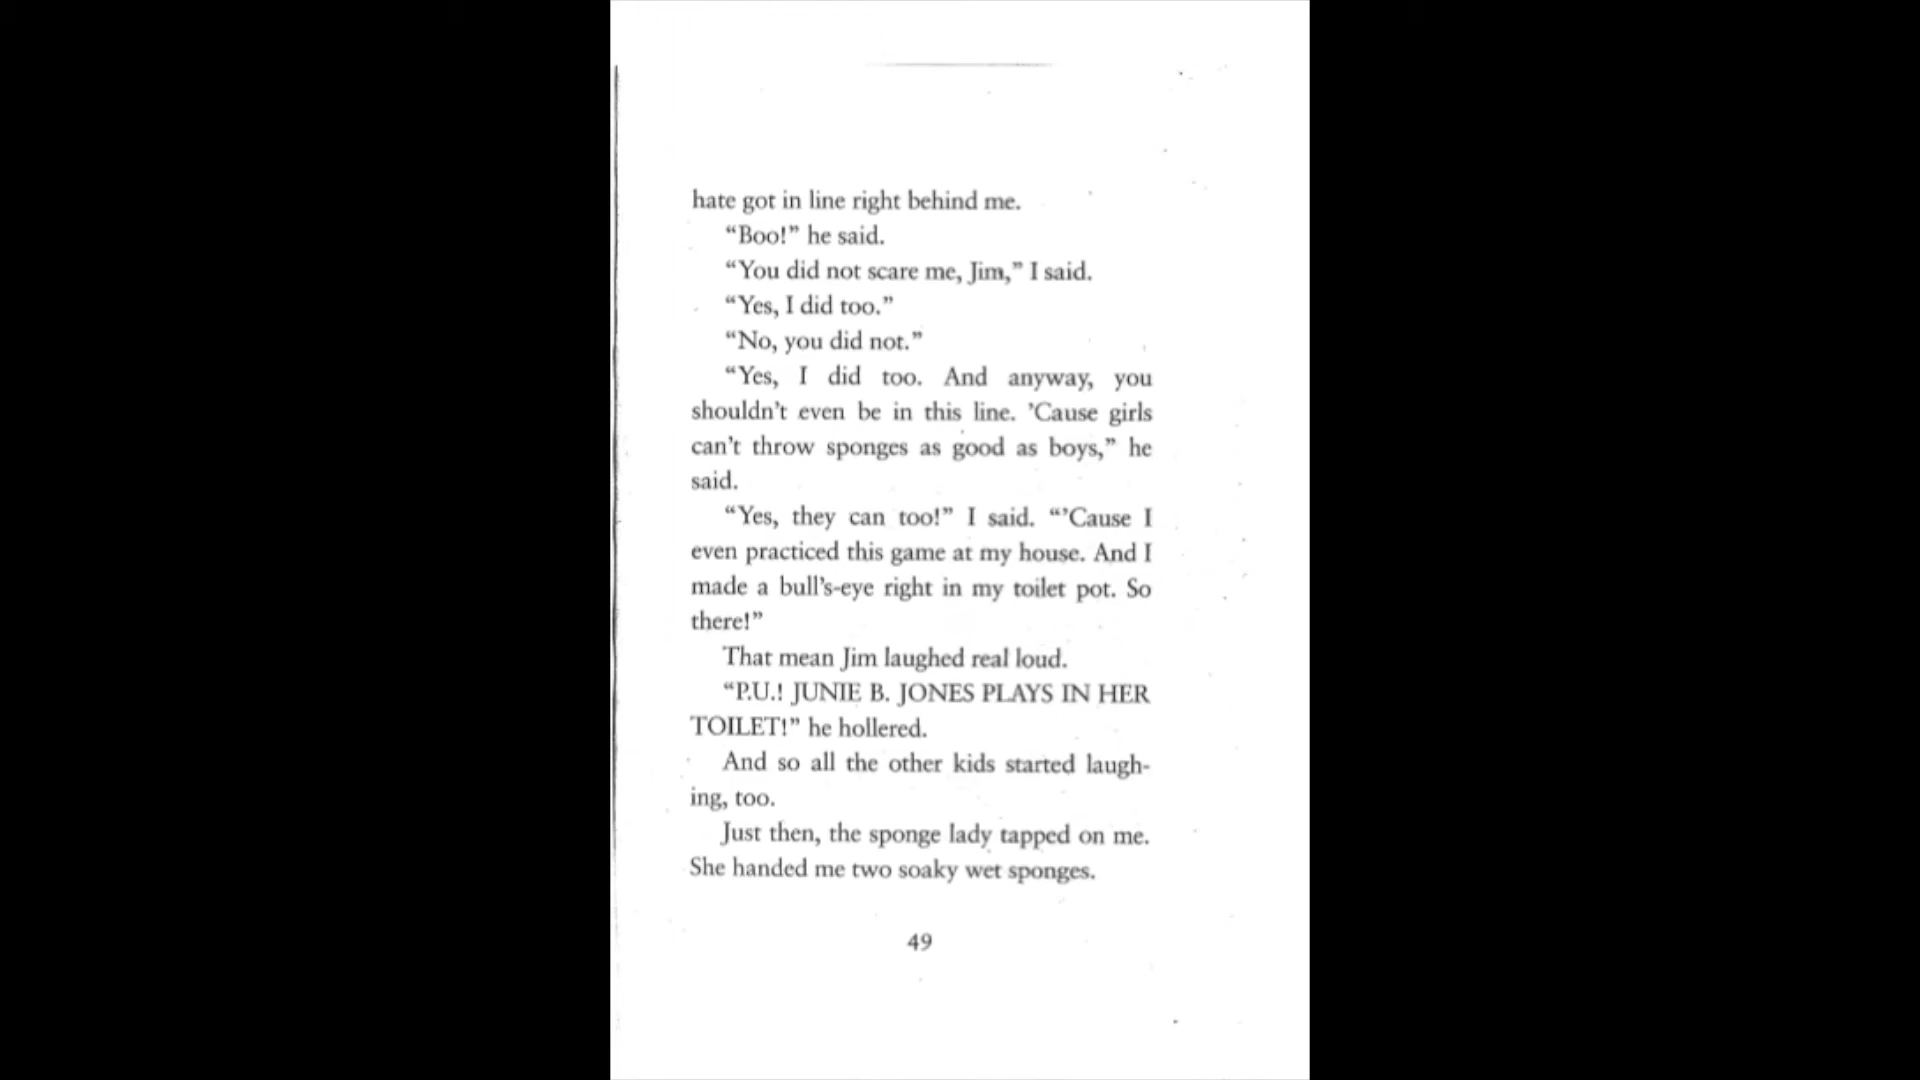 hate got in line right behind me.
“Boo!” he said.
“You did not scare me, Jim,” I said.
“Yes, I did too.”
“No, you did not.”
“Yes, I did too. And anyway, you
shouldn’t even be in this line. ’Cause girls
can’t throw sponges as good as boys,” he
said.
“Yes, they can too!” I said. “’Cause I
even practiced this game at my house. And I
made a bull’s-eye right in my toilet pot. So
there!”
That mean Jim laughed real loud.
“P.U.! JUNIE B. JONES PLAYS IN HER
TOILET!” he hollered.
And so all the other kids started laugh-
ing, too.
Just then, the sponge lady tapped on me.
She handed me two soaky wet sponges.
49